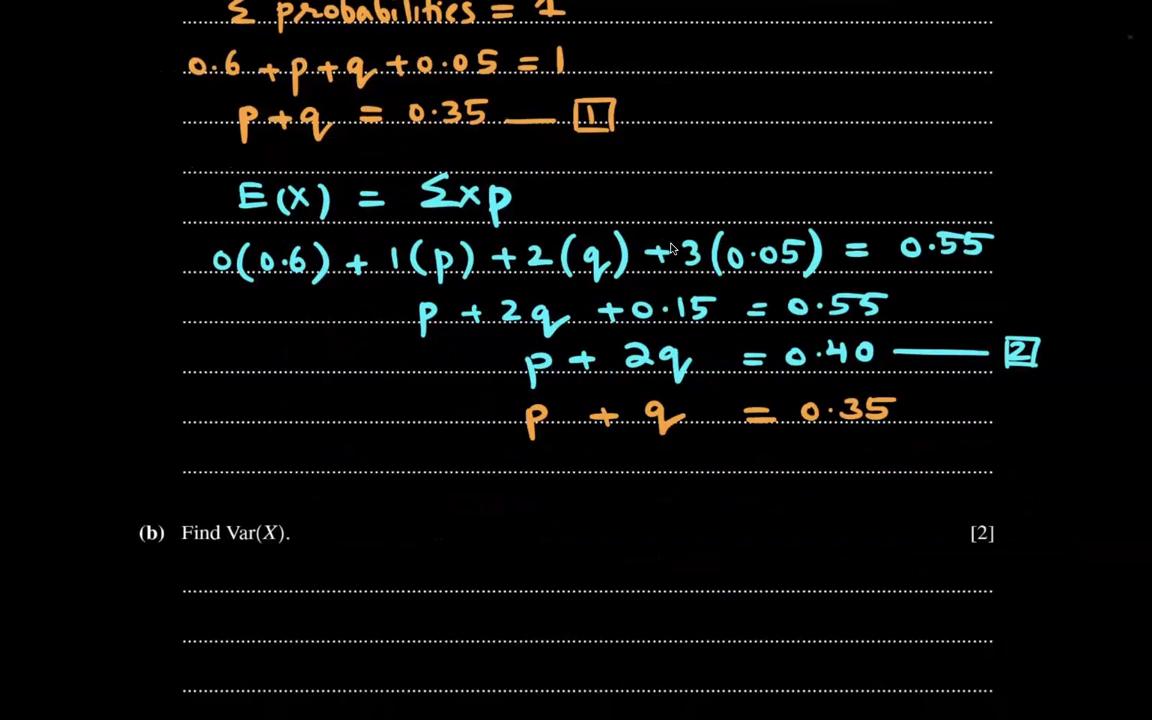 Σ probabilities = 1
0.6 + p + q + 0.05 = 1
p + q = 0.35 — 1
E(X) = Σxp
0(0.6) + 1(p) + 2(q) + 3(0.05) = 0.55
p + 2q + 0.15 = 0.55
p + 2q = 0.40 — 2
p + q = 0.35
(b) Find Var(X). [2]